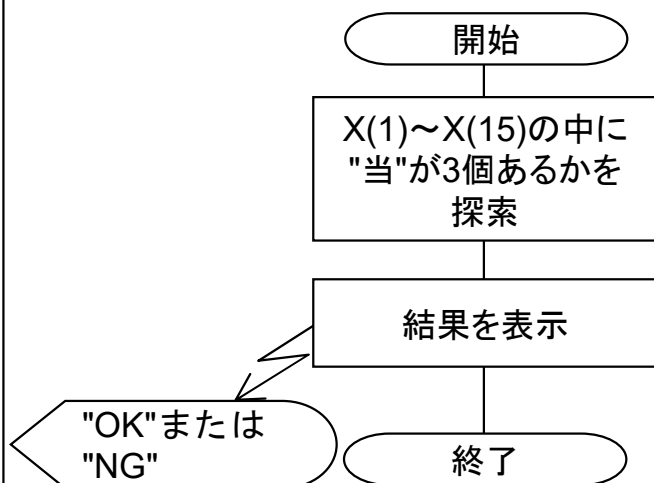 開始
X(1)～X(15)の中に
"当"が3個あるかを
探索
結果を表示
"OK"または
"NG"
終了